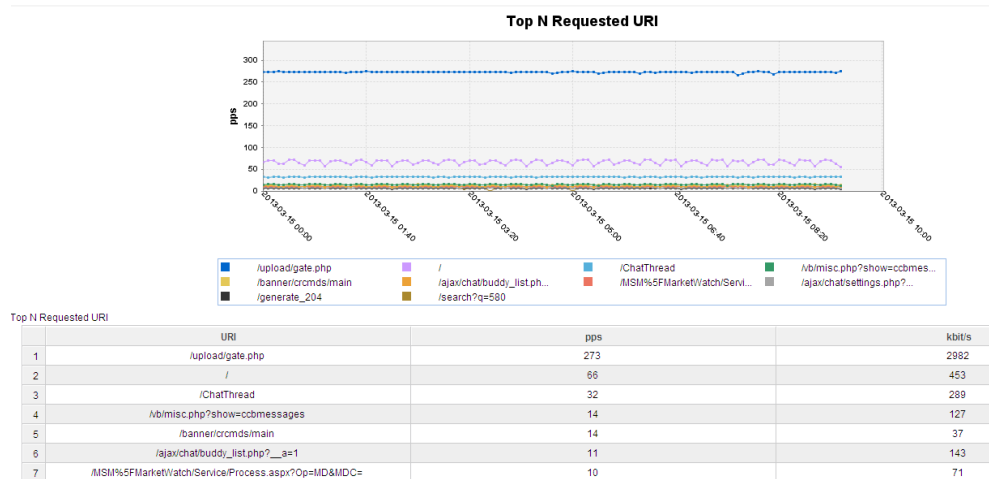 Top N Requested URI
pps
300
250
200
150
100
50
0
2013-03-15 00:00 2013-03-15 01:40 2013-03-15 03:20 2013-03-15 05:00 2013-03-15 06:40 2013-03-15 08:20 2013-03-15 10:00
/upload/gate.php / /ChatThread /vb/misc.php?show=ccbmes...
/banner/crcmds/main /ajax/chat/buddy_list.ph... /MSM%5FMarketWatch/Servi... /ajax/chat/settings.php?...
/generate_204 /search?q=580
Top N Requested URI
URI pps kbit/s
1 /upload/gate.php 273 2982
2 / 66 453
3 /ChatThread 32 289
4 /vb/misc.php?show=ccbmessages 14 127
5 /banner/crcmds/main 14 37
6 /ajax/chat/buddy_list.php?__a=1 11 143
7 /MSM%5FMarketWatch/Service/Process.aspx?Op=MD&MDC= 10 71